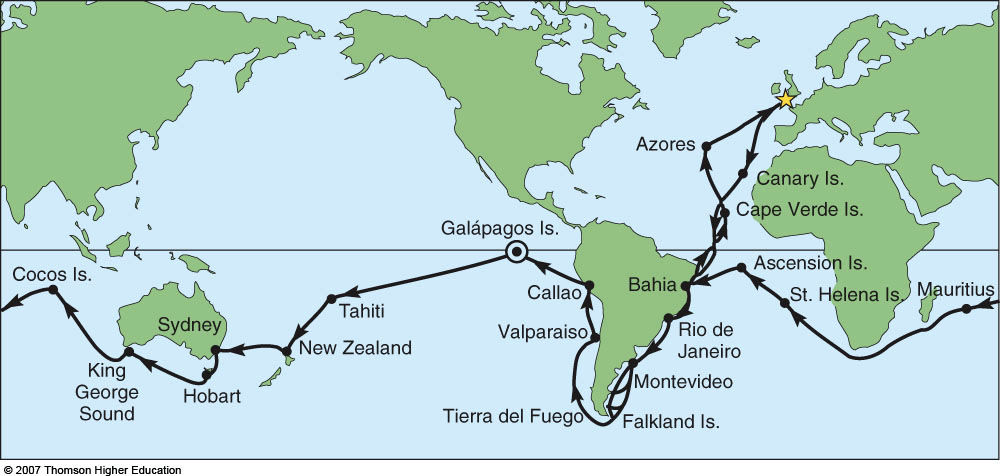 Azores
Canary Is.
Cape Verde Is.
Galápagos Is.
Cocos Is.
Ascension Is.
Bahia
Callao
St. Helena Is.
Mauritius
Tahiti
Sydney
Valparaiso
Rio de
Janeiro
New Zealand
King
George
Sound
Hobart
Montevideo
Tierra del Fuego
Falkland Is.
© 2007 Thomson Higher Education